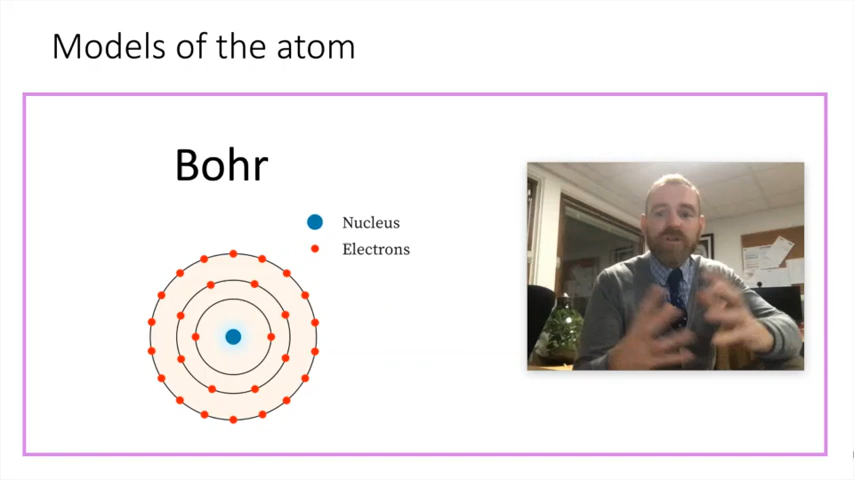 Models of the atom
Bohr
Nucleus
Electrons